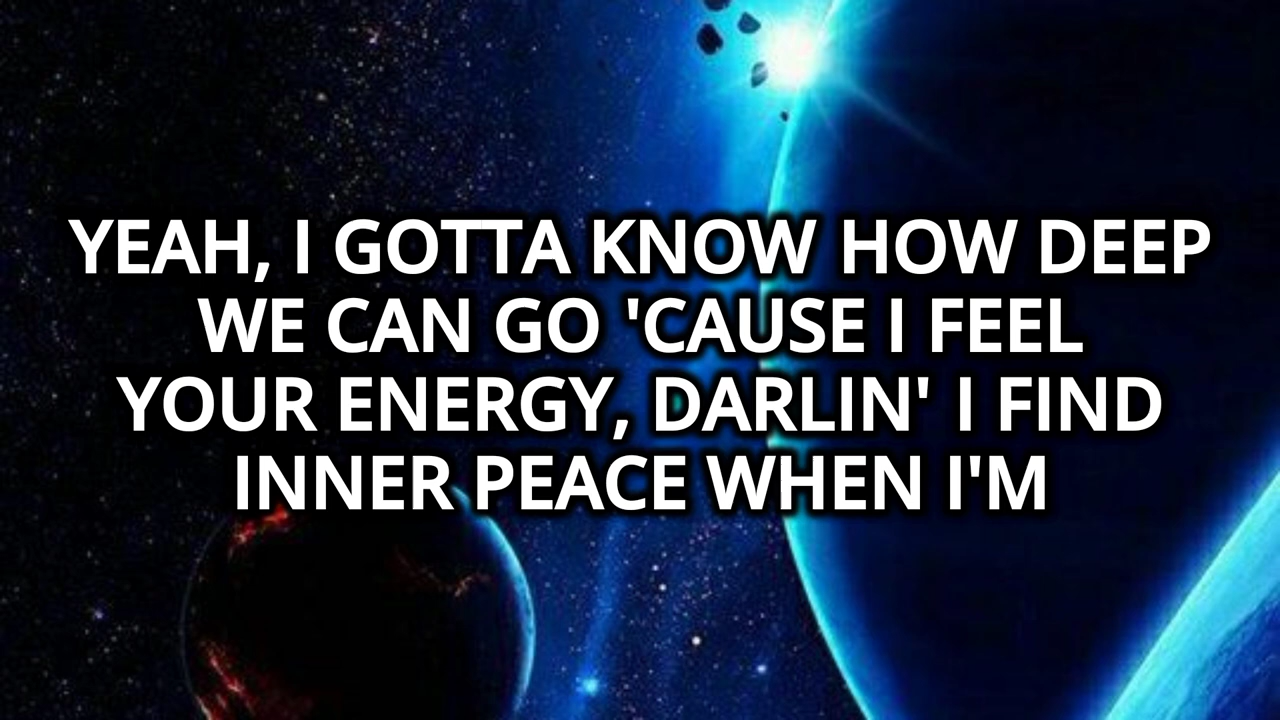 YEAH, I GOTTA KNOW HOW DEEP
WE CAN GO 'CAUSE I FEEL
YOUR ENERGY, DARLIN' I FIND
INNER PEACE WHEN I'M